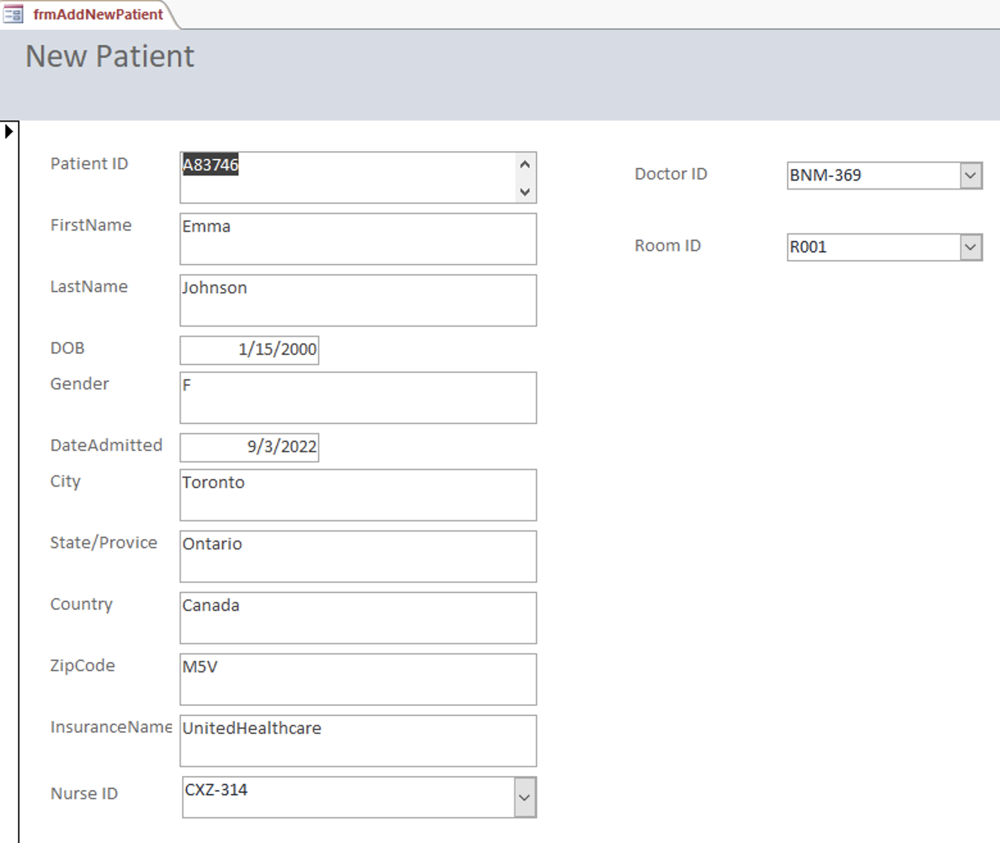 frmAddNewPatient
New Patient
Patient ID A83746
FirstName Emma
LastName Johnson
DOB 1/15/2000
Gender F
DateAdmitted 9/3/2022
City Toronto
State/Provice Ontario
Country Canada
ZipCode M5V
InsuranceName UnitedHealthcare
Nurse ID CXZ-314
Doctor ID BNM-369
Room ID R001